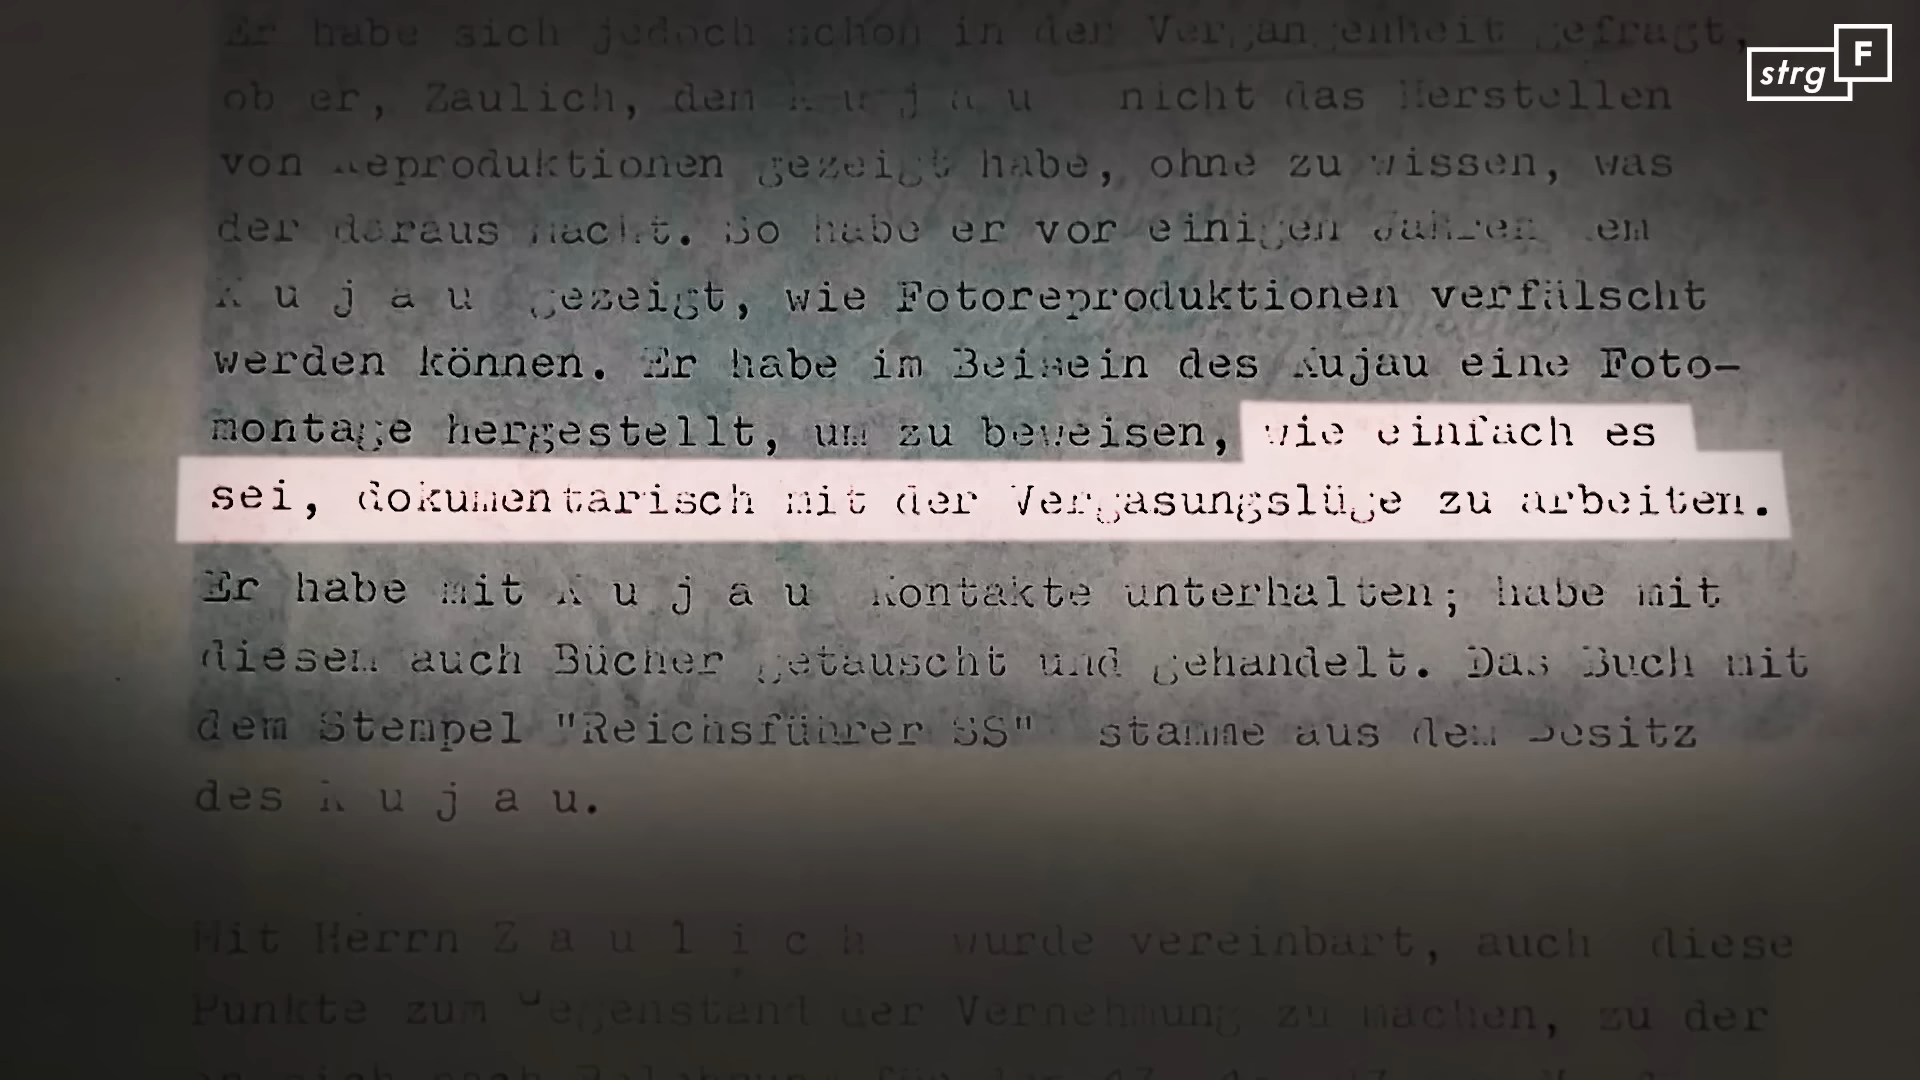 Er habe sich jedoch schon in der Vergangenheit gefragt,
ob er, Zaulich, dem K u j a u nicht das Herstellen
von Reproduktionen gezeigt habe, ohne zu wissen, was
der daraus macht. So habe er vor einigen Jahren dem
K u j a u gezeigt, wie Fotoreproduktionen verfälscht
werden können. Er habe im Beisein des Kujau eine Foto-
montage hergestellt, um zu beweisen, wie einfach es
sei, dokumentarisch mit der Vergasungslüge zu arbeiten.
Er habe mit K u j a u Kontakte unterhalten; habe mit
diesem auch Bücher getauscht und gehandelt. Das Buch mit
dem Stempel "Reichsführer SS" stamme aus dem Besitz
des K u j a u.
Mit Herrn Z a u l i c h wurde vereinbart, auch diese
Punkte zum Gegenstand der Vernehmung zu machen, zu der
strg F